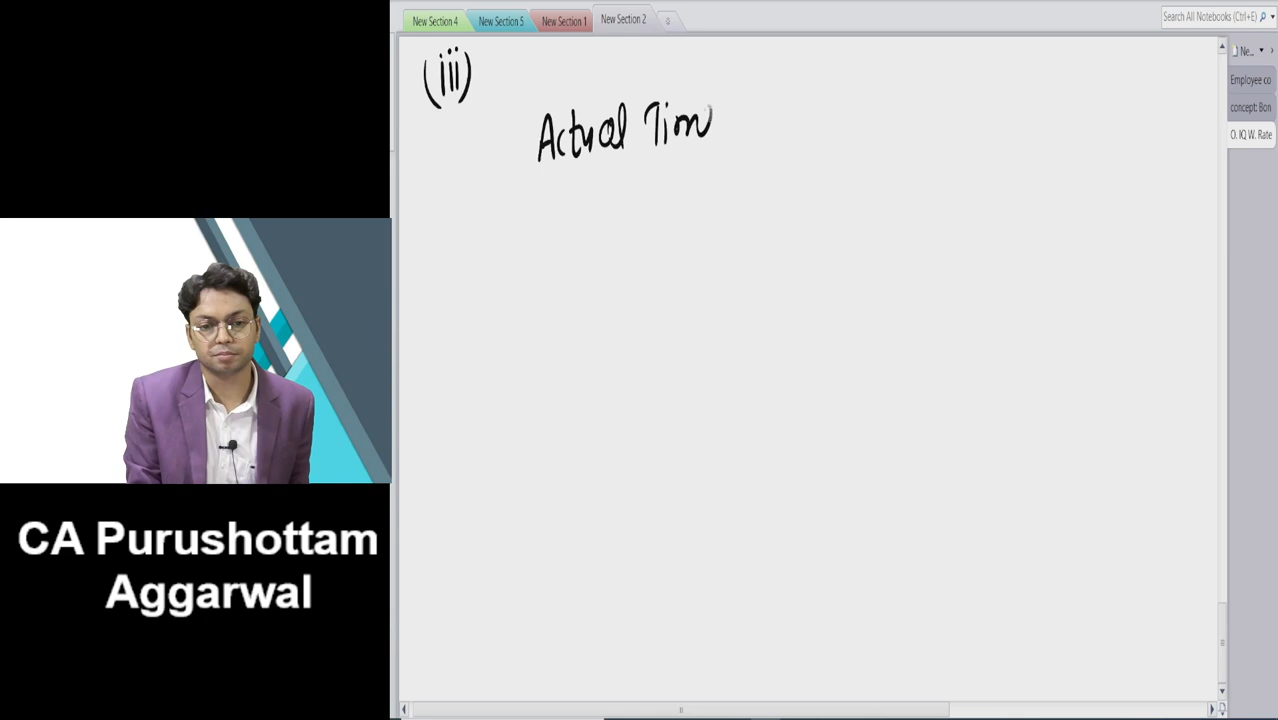 New Section 4
New Section 5
New Section 1
New Section 2
Search All Notebooks (Ctrl+E)
Ne...
(iii)
Employee co
Actual Tim
concept: Bon
O. IQ W. Rate
CA Purushottam
Aggarwal